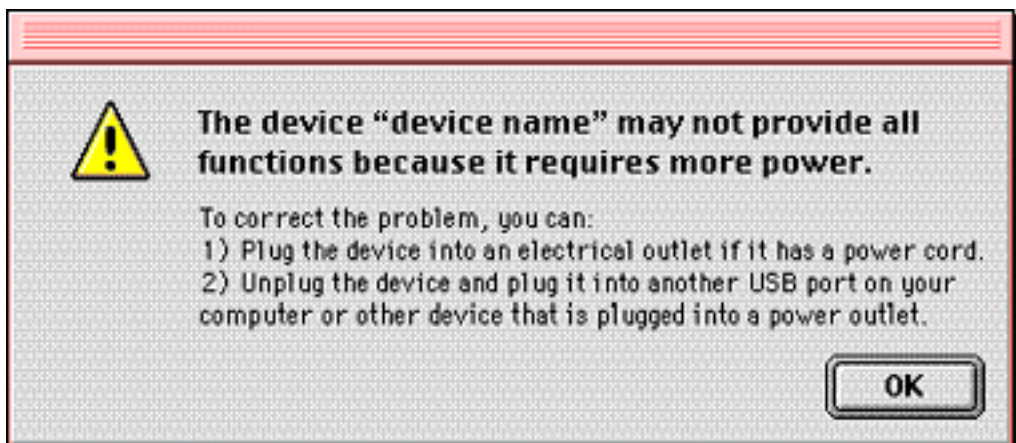 The device “device name” may not provide all
functions because it requires more power.
To correct the problem, you can:
1) Plug the device into an electrical outlet if it has a power cord.
2) Unplug the device and plug it into another USB port on your
computer or other device that is plugged into a power outlet.
OK